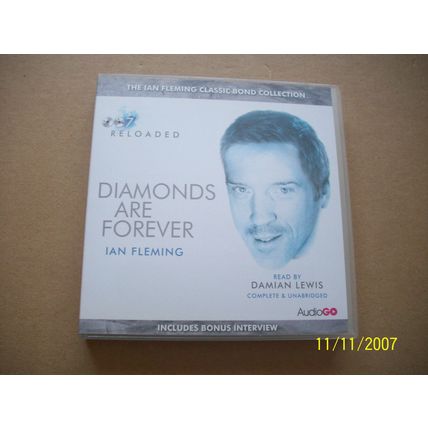 THE IAN FLEMING CLASSIC BOND COLLECTION
007
RELOADED
DIAMONDS
ARE
FOREVER
IAN FLEMING
READ BY
DAMIAN LEWIS
COMPLETE & UNABRIDGED
AudioGO
INCLUDES BONUS INTERVIEW
11/11/2007